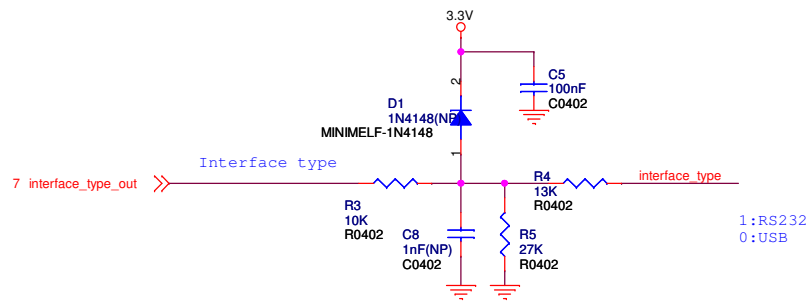 3.3V
2
C5
100nF
C0402
D1
1N4148(NP
MINIMELF-1N4148
1
Interface type
7 interface_type_out
R4
13K
R0402
interface_type
R3
10K
R0402
C8
1nF(NP)
C0402
R5
27K
R0402
1:RS232
0:USB